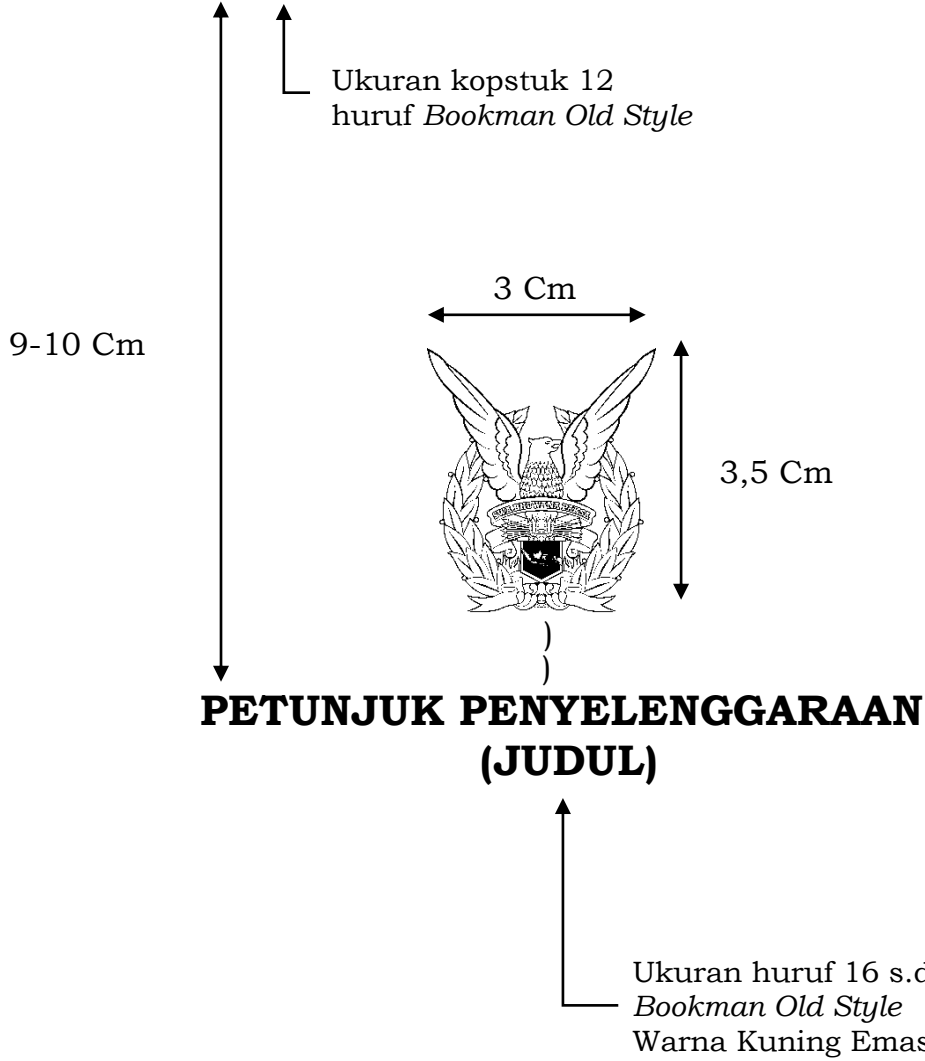 Ukuran kopstuk 12
huruf Bookman Old Style
3 Cm
9-10 Cm
3,5 Cm
)
)
PETUNJUK PENYELENGGARAAN
(JUDUL)
Ukuran huruf 16 s.d
Bookman Old Style
Warna Kuning Emas